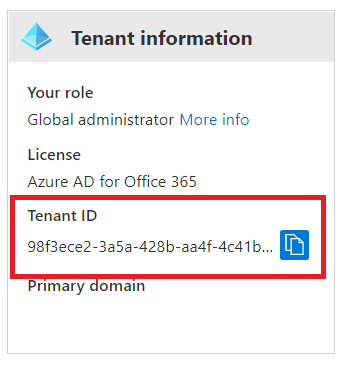 Tenant information
Your role
Global administrator More info
License
Azure AD for Office 365
Tenant ID
98f3ece2-3a5a-428b-aa4f-4c41b...
Primary domain